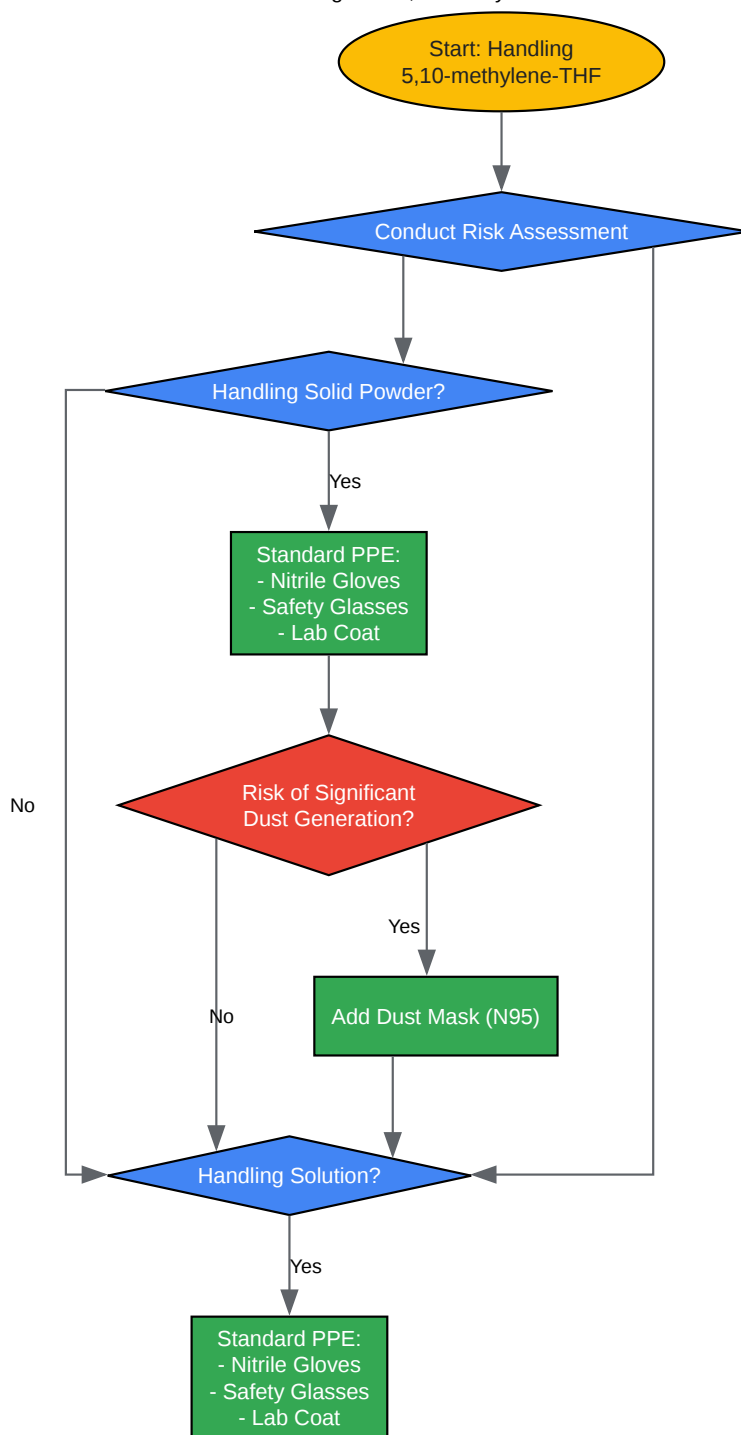 Start: Handling
5,10-methylene-THF
Conduct Risk Assessment
Handling Solid Powder?
Yes
Standard PPE:
- Nitrile Gloves
- Safety Glasses
- Lab Coat
Risk of Significant
Dust Generation?
No
Yes
No
Add Dust Mask (N95)
Handling Solution?
Yes
Standard PPE:
- Nitrile Gloves
- Safety Glasses
- Lab Coat